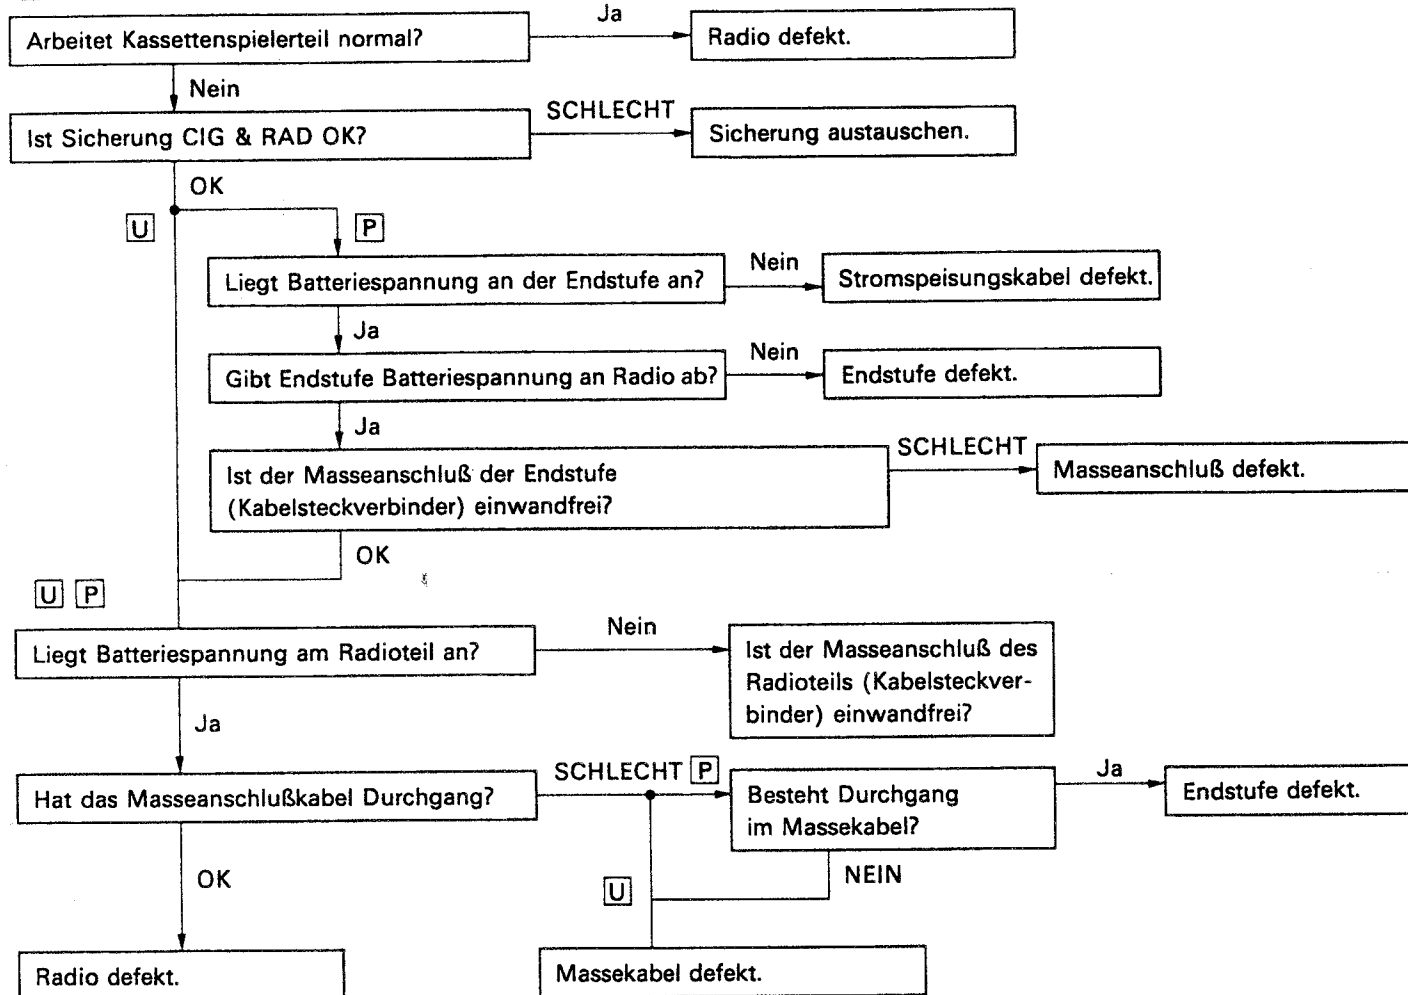 Ja
Arbeitet Kassettenspielerteil normal?
Radio defekt.
Nein
SCHLECHT
Ist Sicherung CIG & RAD OK?
Sicherung austauschen.
OK
U
P
Liegt Batteriespannung an der Endstufe an?
Nein
Stromspeisungskabel defekt.
Ja
Gibt Endstufe Batteriespannung an Radio ab?
Nein
Endstufe defekt.
Ja
Ist der Masseanschluß der Endstufe
(Kabelsteckverbinder) einwandfrei?
SCHLECHT
Masseanschluß defekt.
OK
U P
Liegt Batteriespannung am Radioteil an?
Nein
Ist der Masseanschluß des
Radioteils (Kabelsteckver-
binder) einwandfrei?
Ja
Hat das Masseanschlußkabel Durchgang?
SCHLECHT P
Besteht Durchgang
im Massekabel?
Ja
Endstufe defekt.
OK
U
NEIN
Radio defekt.
Massekabel defekt.